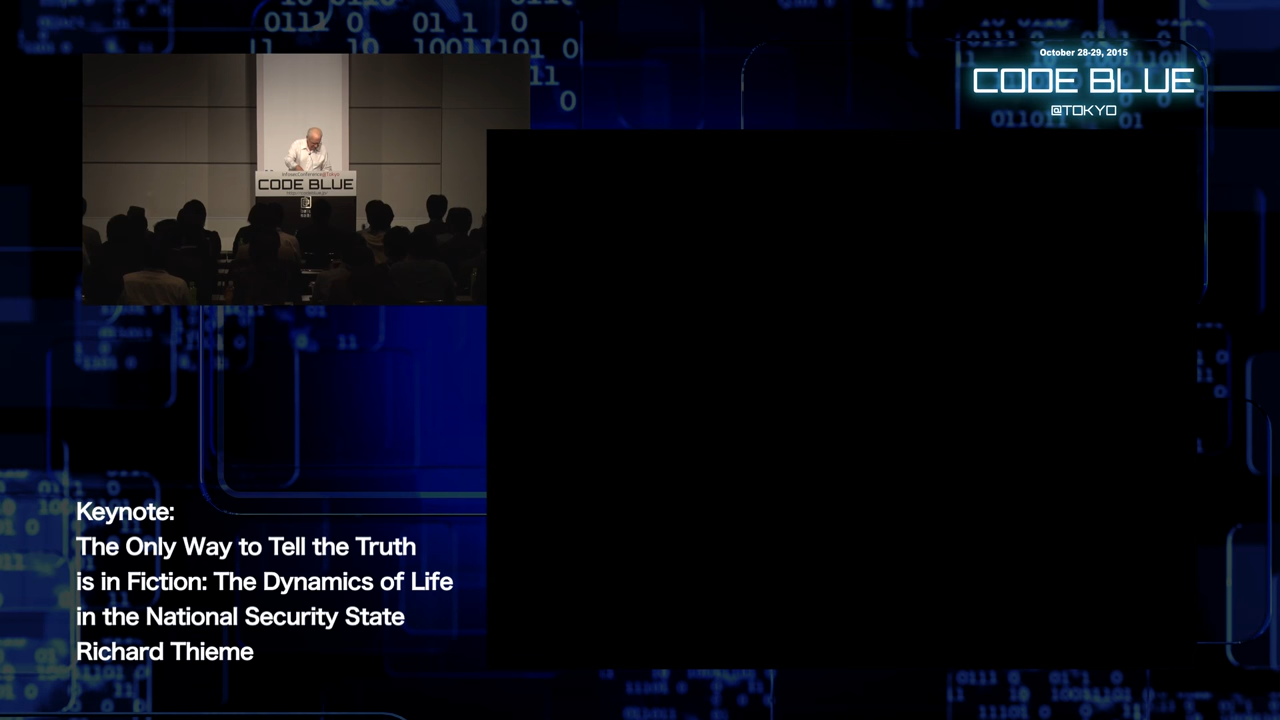 October 28-29, 2015
CODE BLUE
@TOKYO
CODE BLUE
Keynote:
The Only Way to Tell the Truth
is in Fiction: The Dynamics of Life
in the National Security State
Richard Thieme